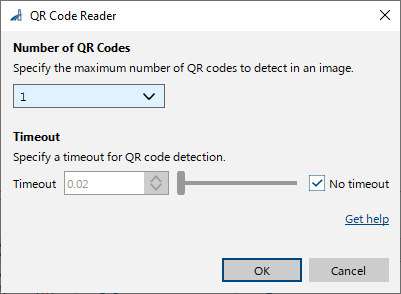 QR Code Reader
Number of QR Codes
Specify the maximum number of QR codes to detect in an image.
1
Timeout
Specify a timeout for QR code detection.
Timeout 0.02 No timeout
Get help
OK Cancel